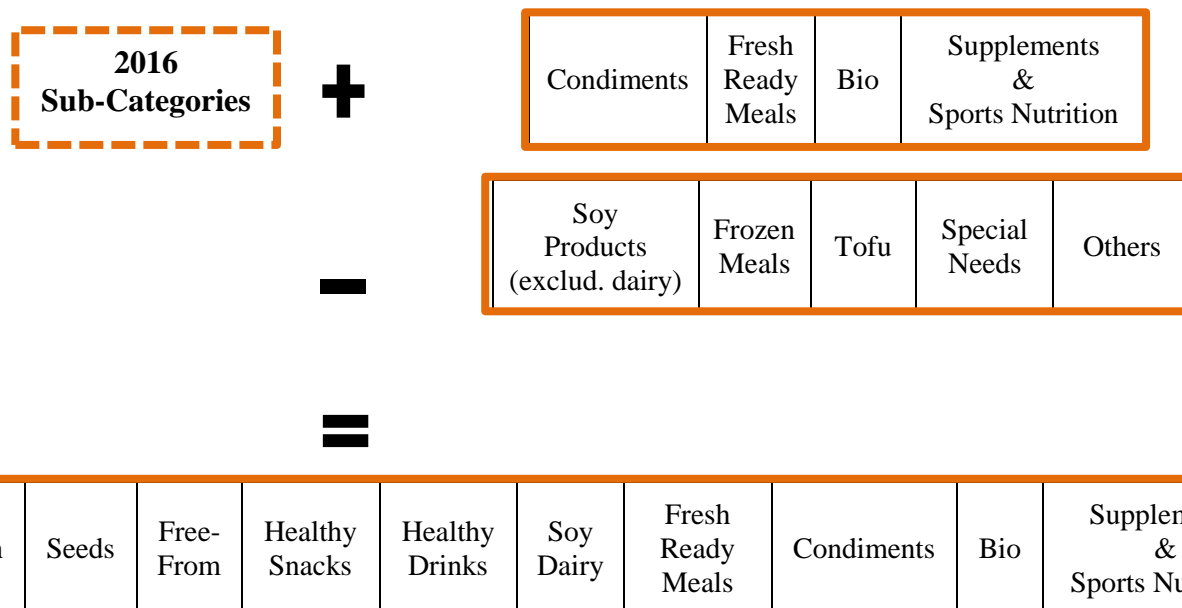 2016
Sub-Categories
+
Condiments
Fresh
Ready
Meals
Bio
Supplements
&
Sports Nutrition
-
Soy
Products
(exclud. dairy)
Frozen
Meals
Tofu
Special
Needs
Others
=
Seeds
Free-
From
Healthy
Snacks
Healthy
Drinks
Soy
Dairy
Fresh
Ready
Meals
Condiments
Bio
&
Sports